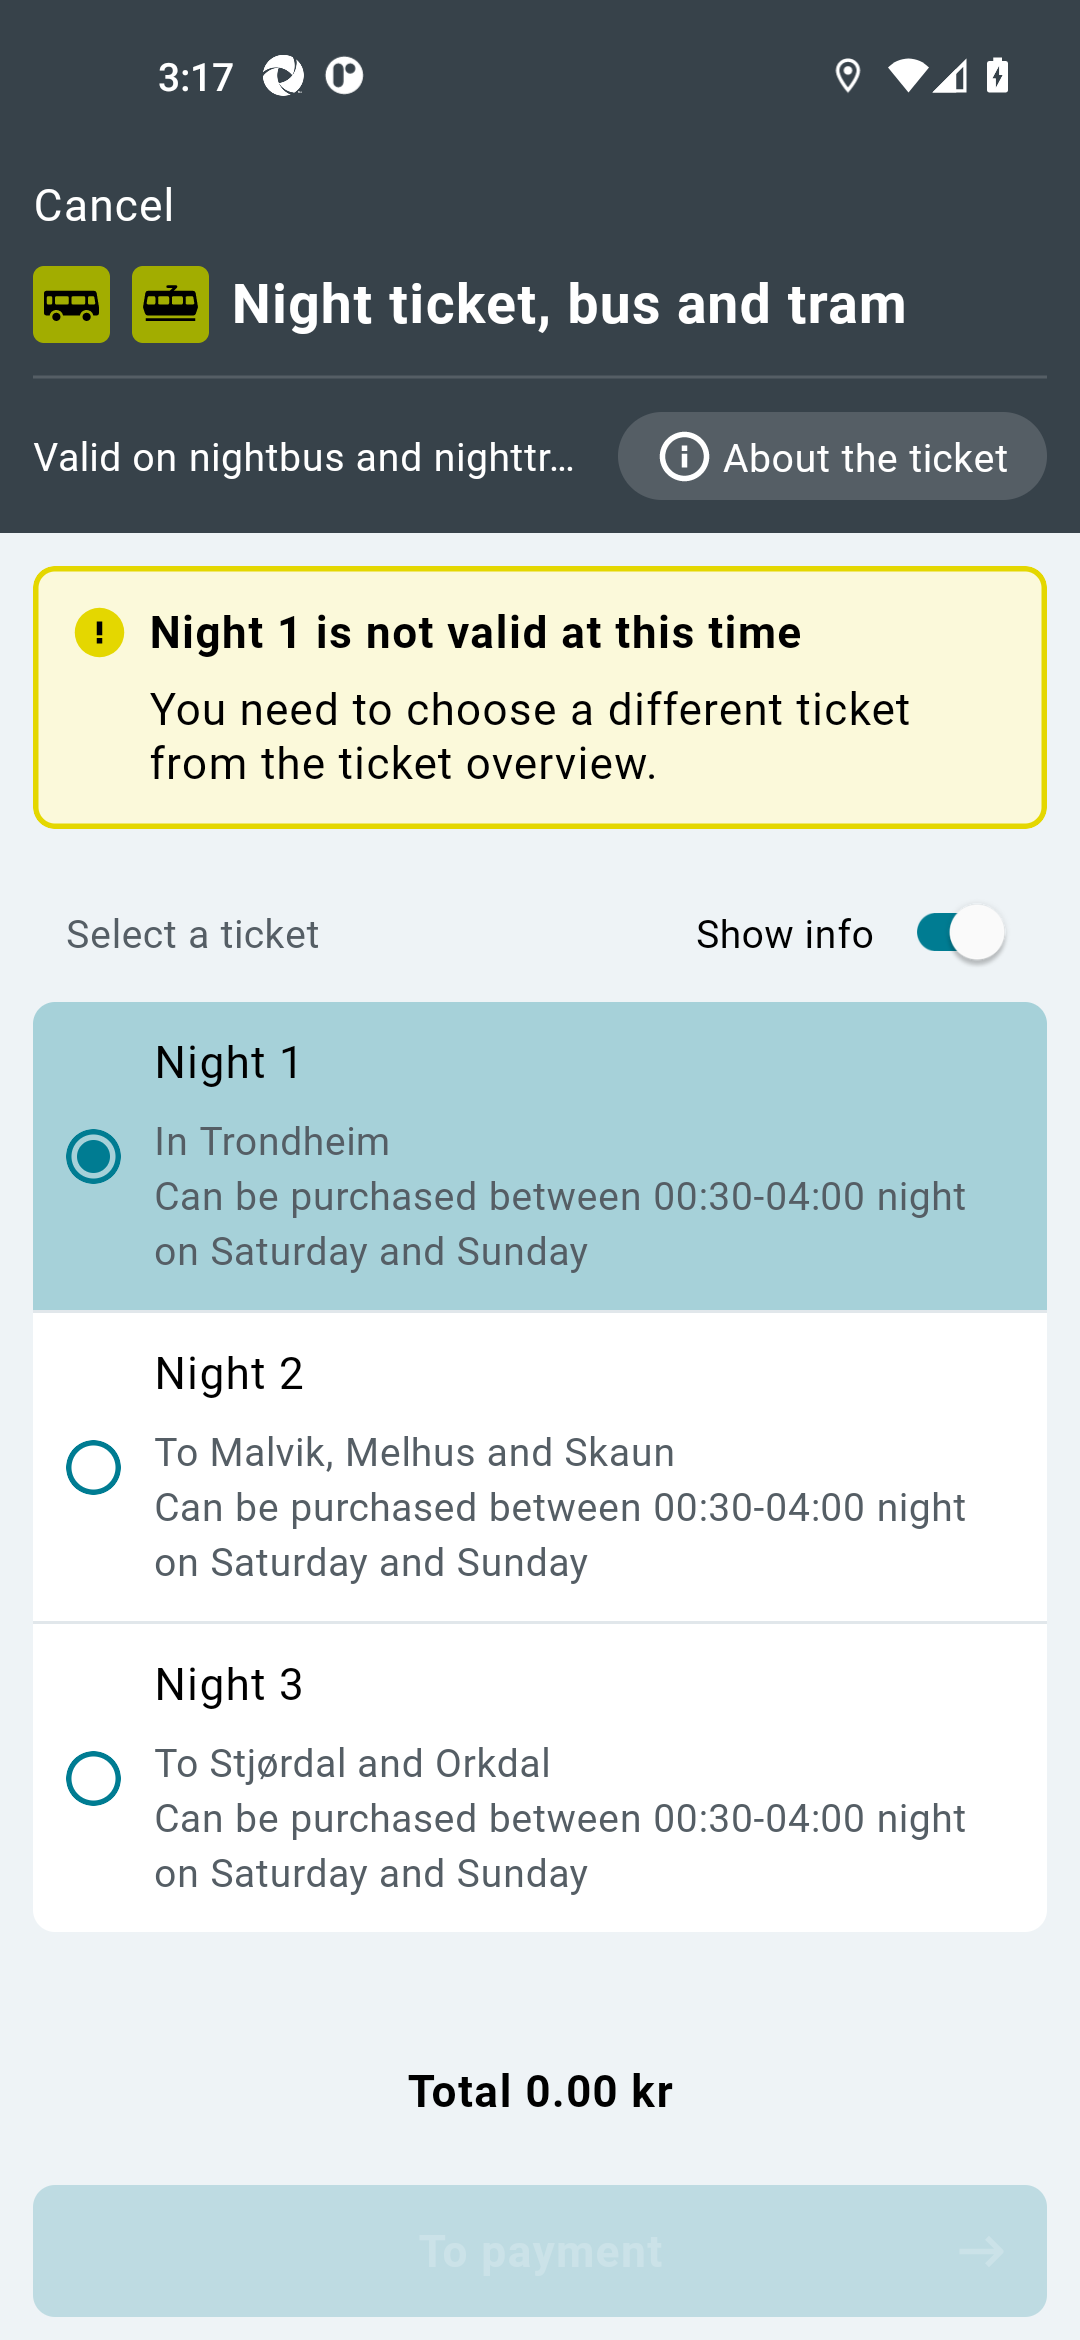 3:17
Cancel
Night ticket, bus and tram
Valid on nightbus and nighttr...
About the ticket
Night 1 is not valid at this time
You need to choose a different ticket
from the ticket overview.
Select a ticket
Show info
Night 1
In Trondheim
Can be purchased between 00:30-04:00 night
on Saturday and Sunday
Night 2
To Malvik, Melhus and Skaun
Can be purchased between 00:30-04:00 night
on Saturday and Sunday
Night 3
To Stjørdal and Orkdal
Can be purchased between 00:30-04:00 night
on Saturday and Sunday
Total 0.00 kr
To payment